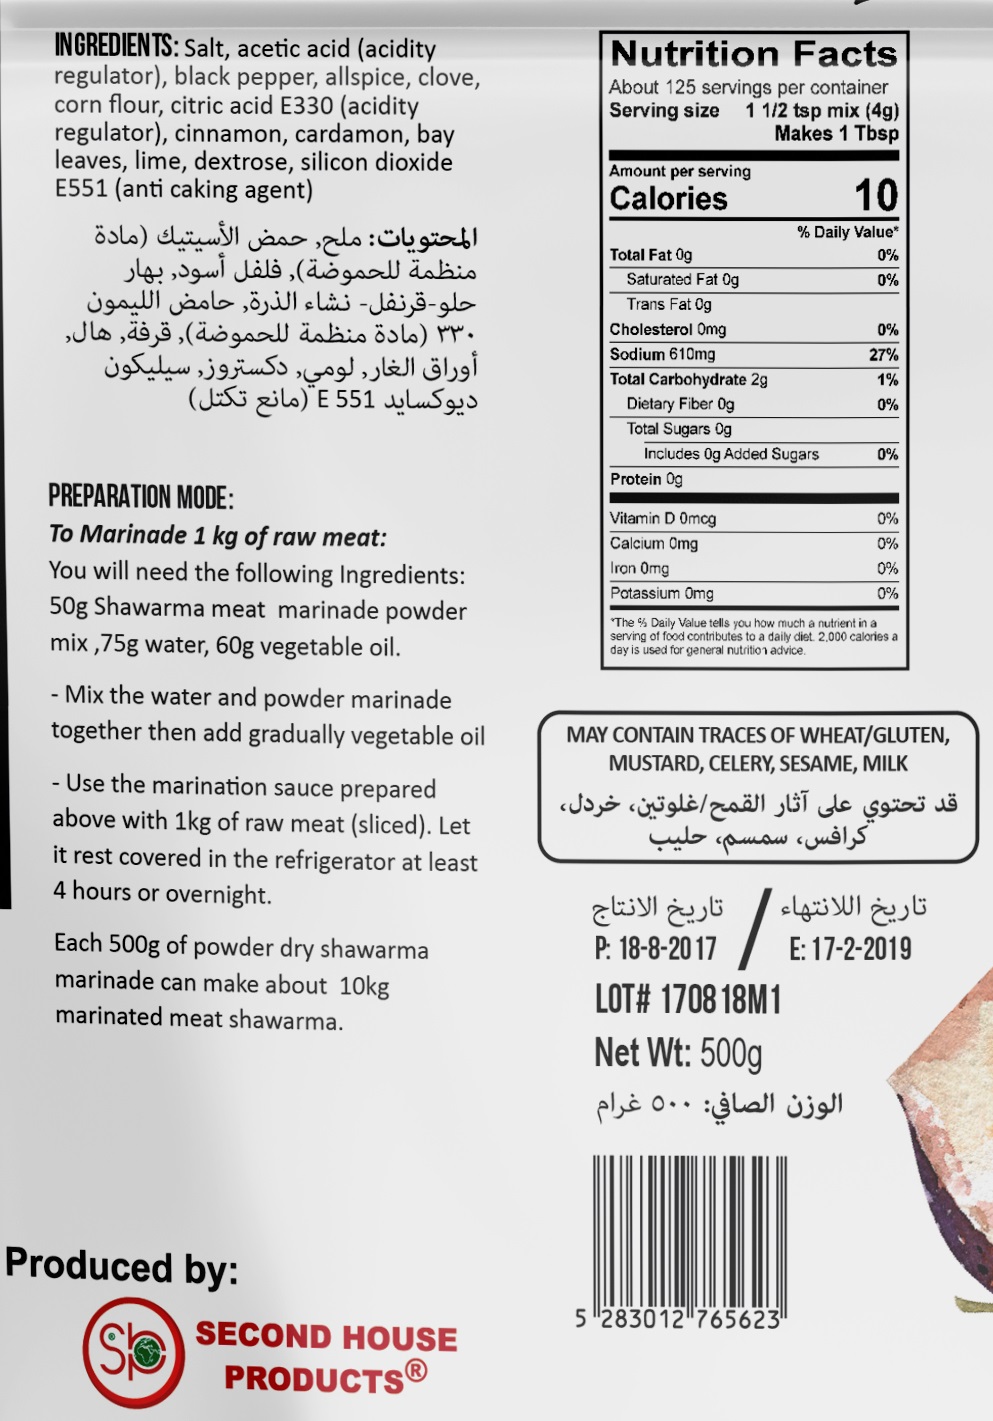 INGREDIENTS: Salt, acetic acid (acidity
regulator), black pepper, allspice, clove,
corn flour, citric acid E330 (acidity
regulator), cinnamon, cardamon, bay
leaves, lime, dextrose, silicon dioxide
E551 (anti caking agent)
المحتويات: ملح, حمض الأسيتيك (مادة
منظمة للحموضة), فلفل أسود, بهار
حلو-قرنفل- نشاء الذرة, حامض الليمون
٣٣٠ (مادة منظمة للحموضة), قرفة, هال,
أوراق الغار, لومي, دكستروز, سيليكون
ديوكسايد E 551 (مانع تكتل)
PREPARATION MODE:
To Marinade 1 kg of raw meat:
You will need the following Ingredients:
50g Shawarma meat marinade powder
mix ,75g water, 60g vegetable oil.
- Mix the water and powder marinade
together then add gradually vegetable oil
- Use the marination sauce prepared
above with 1kg of raw meat (sliced). Let
it rest covered in the refrigerator at least
4 hours or overnight.
Each 500g of powder dry shawarma
marinade can make about 10kg
marinated meat shawarma.
Produced by:
SECOND HOUSE
PRODUCTS®
Nutrition Facts
About 125 servings per container
Serving size 1 1/2 tsp mix (4g)
Makes 1 Tbsp
Amount per serving
Calories 10
% Daily Value*
Total Fat 0g 0%
Saturated Fat 0g 0%
Trans Fat 0g
Cholesterol 0mg 0%
Sodium 610mg 27%
Total Carbohydrate 2g 1%
Dietary Fiber 0g 0%
Total Sugars 0g
Includes 0g Added Sugars 0%
Protein 0g
Vitamin D 0mcg 0%
Calcium 0mg 0%
Iron 0mg 0%
Potassium 0mg 0%
*The % Daily Value tells you how much a nutrient in a
serving of food contributes to a daily diet. 2,000 calories a
day is used for general nutrition advice.
MAY CONTAIN TRACES OF WHEAT/GLUTEN,
MUSTARD, CELERY, SESAME, MILK
قد تحتوي على آثار القمح/غلوتين، خردل،
كرافس، سمسم، حليب
تاريخ الانتاج / تاريخ اللانتهاء
P: 18-8-2017 E: 17-2-2019
LOT# 170818M1
Net Wt: 500g
الوزن الصافي: ٥٠٠ غرام
5 283012 765623